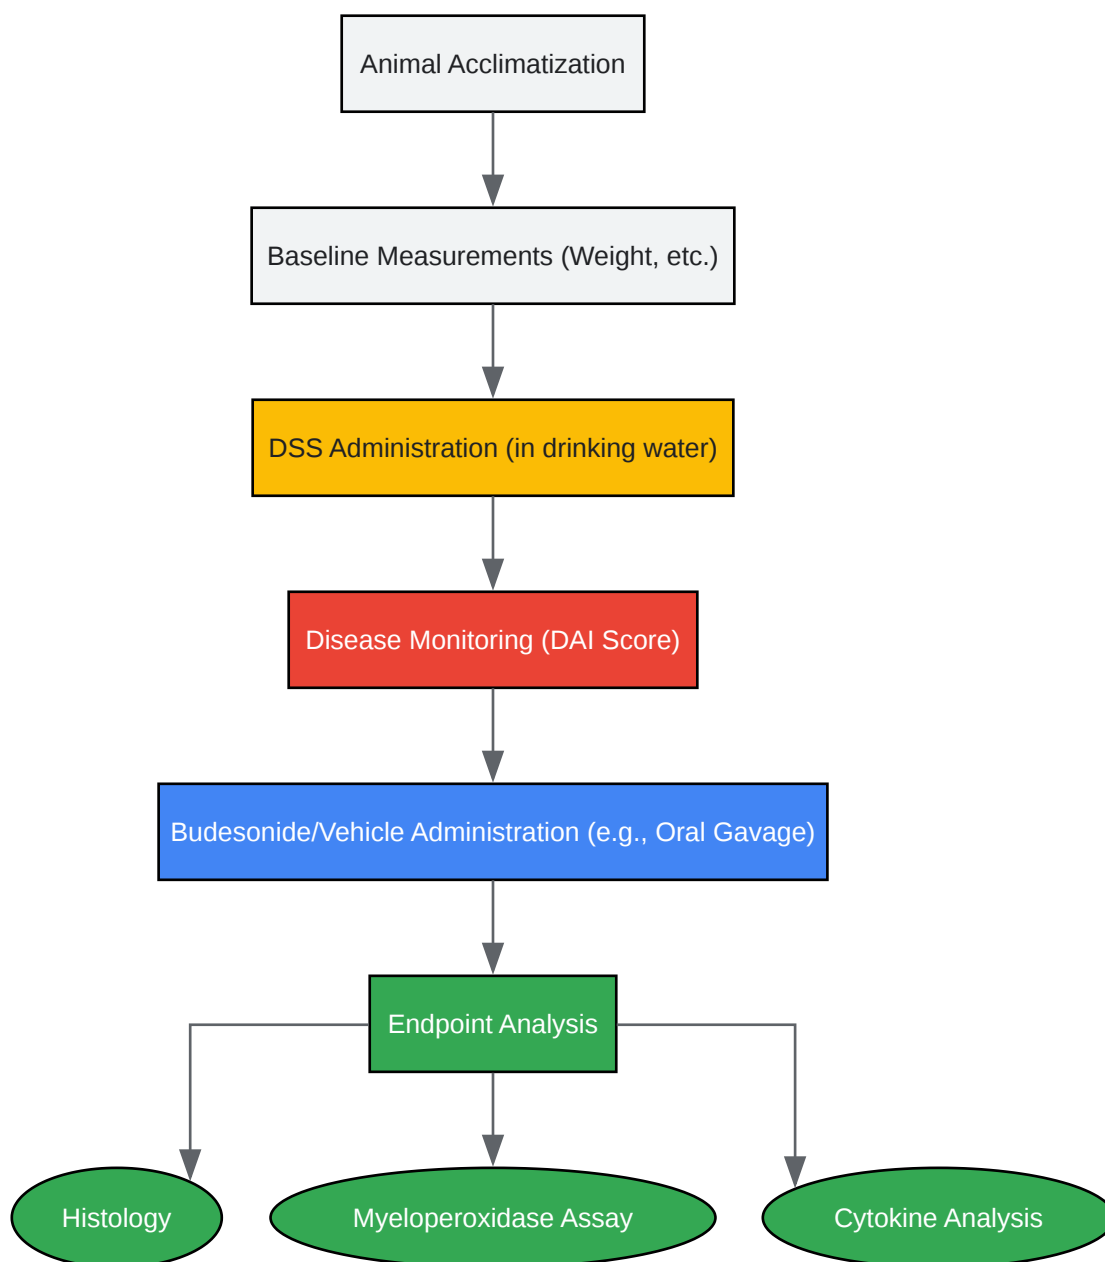 Animal Acclimatization
Baseline Measurements (Weight, etc.)
DSS Administration (in drinking water)
Disease Monitoring (DAI Score)
Budesonide/Vehicle Administration (e.g., Oral Gavage)
Endpoint Analysis
Histology
Myeloperoxidase Assay
Cytokine Analysis